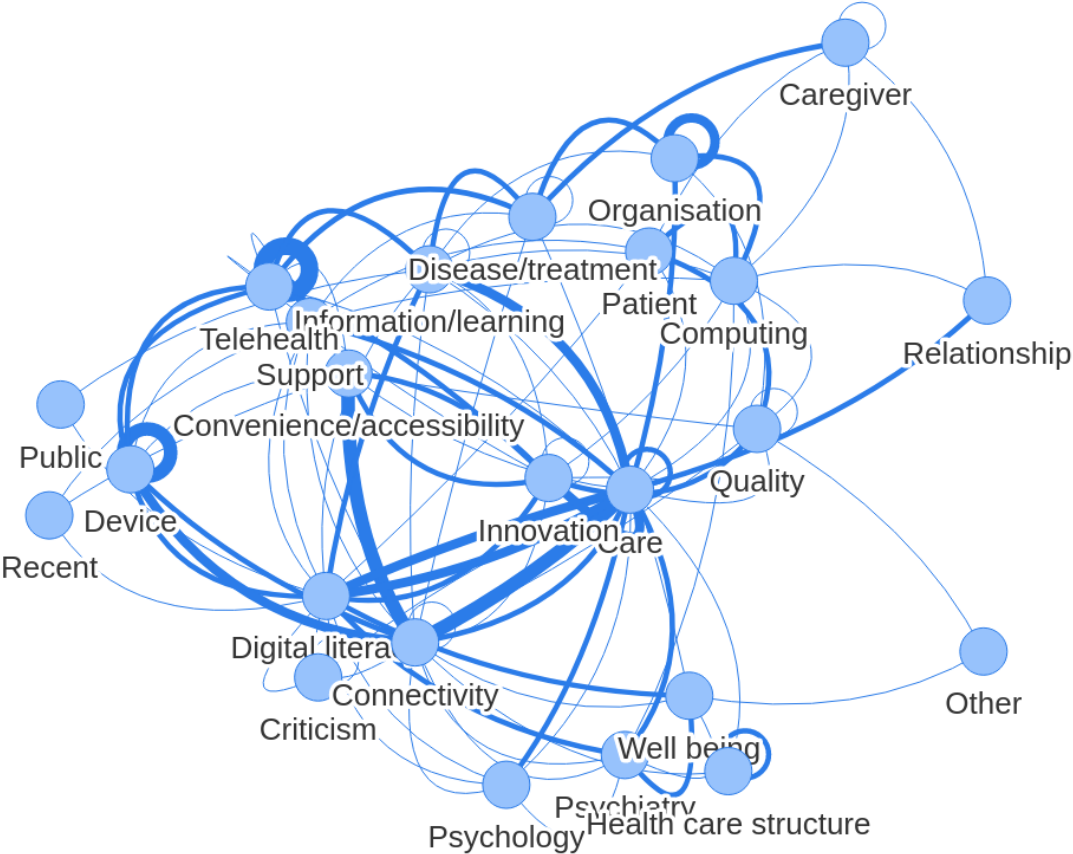 Caregiver
Organisation
Disease/treatment
Patient
Information/learning
Computing
Telehealth
Relationship
Support
Convenience/accessibility
Public
Quality
Device
Innovation
Care
Recent
Digital litera
Connectivity
Criticism
Other
Well being
Psychiatry
Health care structure
Psychology